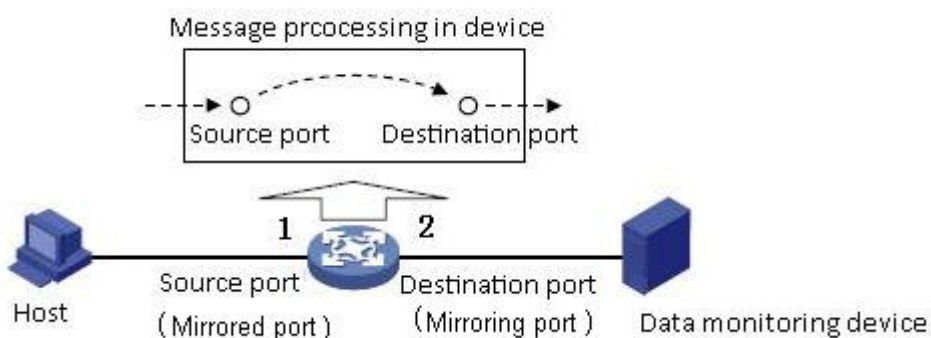 Message prcocessing in device
Source port
Destination port
1
2
Source port
Destination port
(Mirrored port)
(Mirroring port)
Host
Data monitoring device